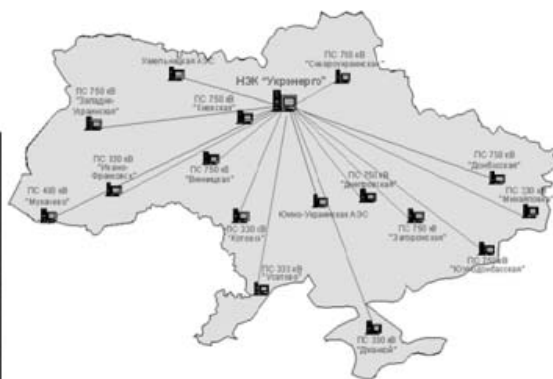 Хмельницкая АЭС
ПС 750 кВ
"Североукраинская"
НЭК "Укрэнерго"
ПС 750 кВ
"Западно-
Украинская"
ПС 750 кВ
"Киевская"
ПС 330 кВ
"Ивано-
Франковск"
ПС 750 кВ
"Винницкая"
ПС 400 кВ
"Мукачево"
ПС 750 кВ
"Донбасская"
ПС 330 кВ
"Михайловка"
ПС 750 кВ
"Днепровская"
Южно-Украинская АЭС
ПС 330 кВ
"Котовск"
ПС 750 кВ
"Запорожская"
ПС 750 кВ
"Южнодонбасская"
ПС 330 кВ
"Усатово"
ПС 330 кВ
"Джанкой"